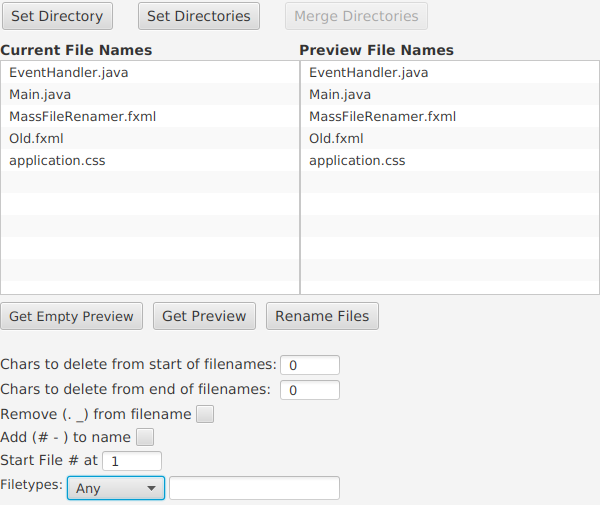 Set Directory Set Directories Merge Directories
Current File Names Preview File Names
EventHandler.java EventHandler.java
Main.java Main.java
MassFileRenamer.fxml MassFileRenamer.fxml
Old.fxml Old.fxml
application.css application.css
Get Empty Preview Get Preview Rename Files
Chars to delete from start of filenames: 0
Chars to delete from end of filenames: 0
Remove (. _) from filename
Add (# - ) to name
Start File # at 1
Filetypes: Any